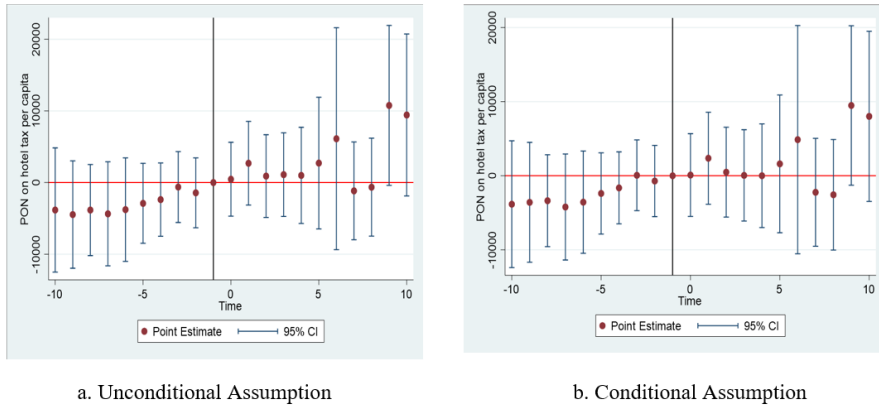 PON on hotel tax per capita
20000
10000
0
-10000
-10 -5 0 5 10
Time
Point Estimate 95% CI
a. Unconditional Assumption
PON on hotel tax per capita
20000
10000
0
-10000
-10 -5 0 5 10
Time
Point Estimate 95% CI
b. Conditional Assumption